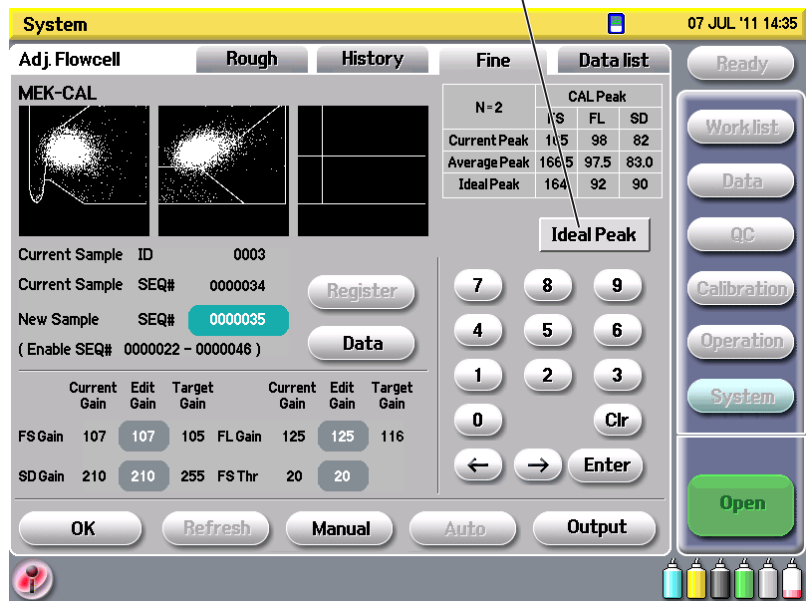 System
07 JUL '11 14:35
Adj. Flowcell
Rough
History
Fine
Data list
Ready
MEK-CAL
N=2
CAL Peak
FS FL SD
Current Peak 165 98 82
Average Peak 166.5 97.5 83.0
Ideal Peak 164 92 90
Ideal Peak
Work list
Data
QC
Calibration
Operation
System
Open
Current Sample ID 0003
Current Sample SEQ# 0000034
New Sample SEQ# 0000035
( Enable SEQ# 0000022 – 0000046 )
Register
Data
7 8 9
4 5 6
1 2 3
0 Clr
← → Enter
Current Gain Edit Gain Target Gain Current Gain Edit Gain Target Gain
FS Gain 107 107 105 FL Gain 125 125 116
SD Gain 210 210 255 FS Thr 20 20
OK
Refresh
Manual
Auto
Output